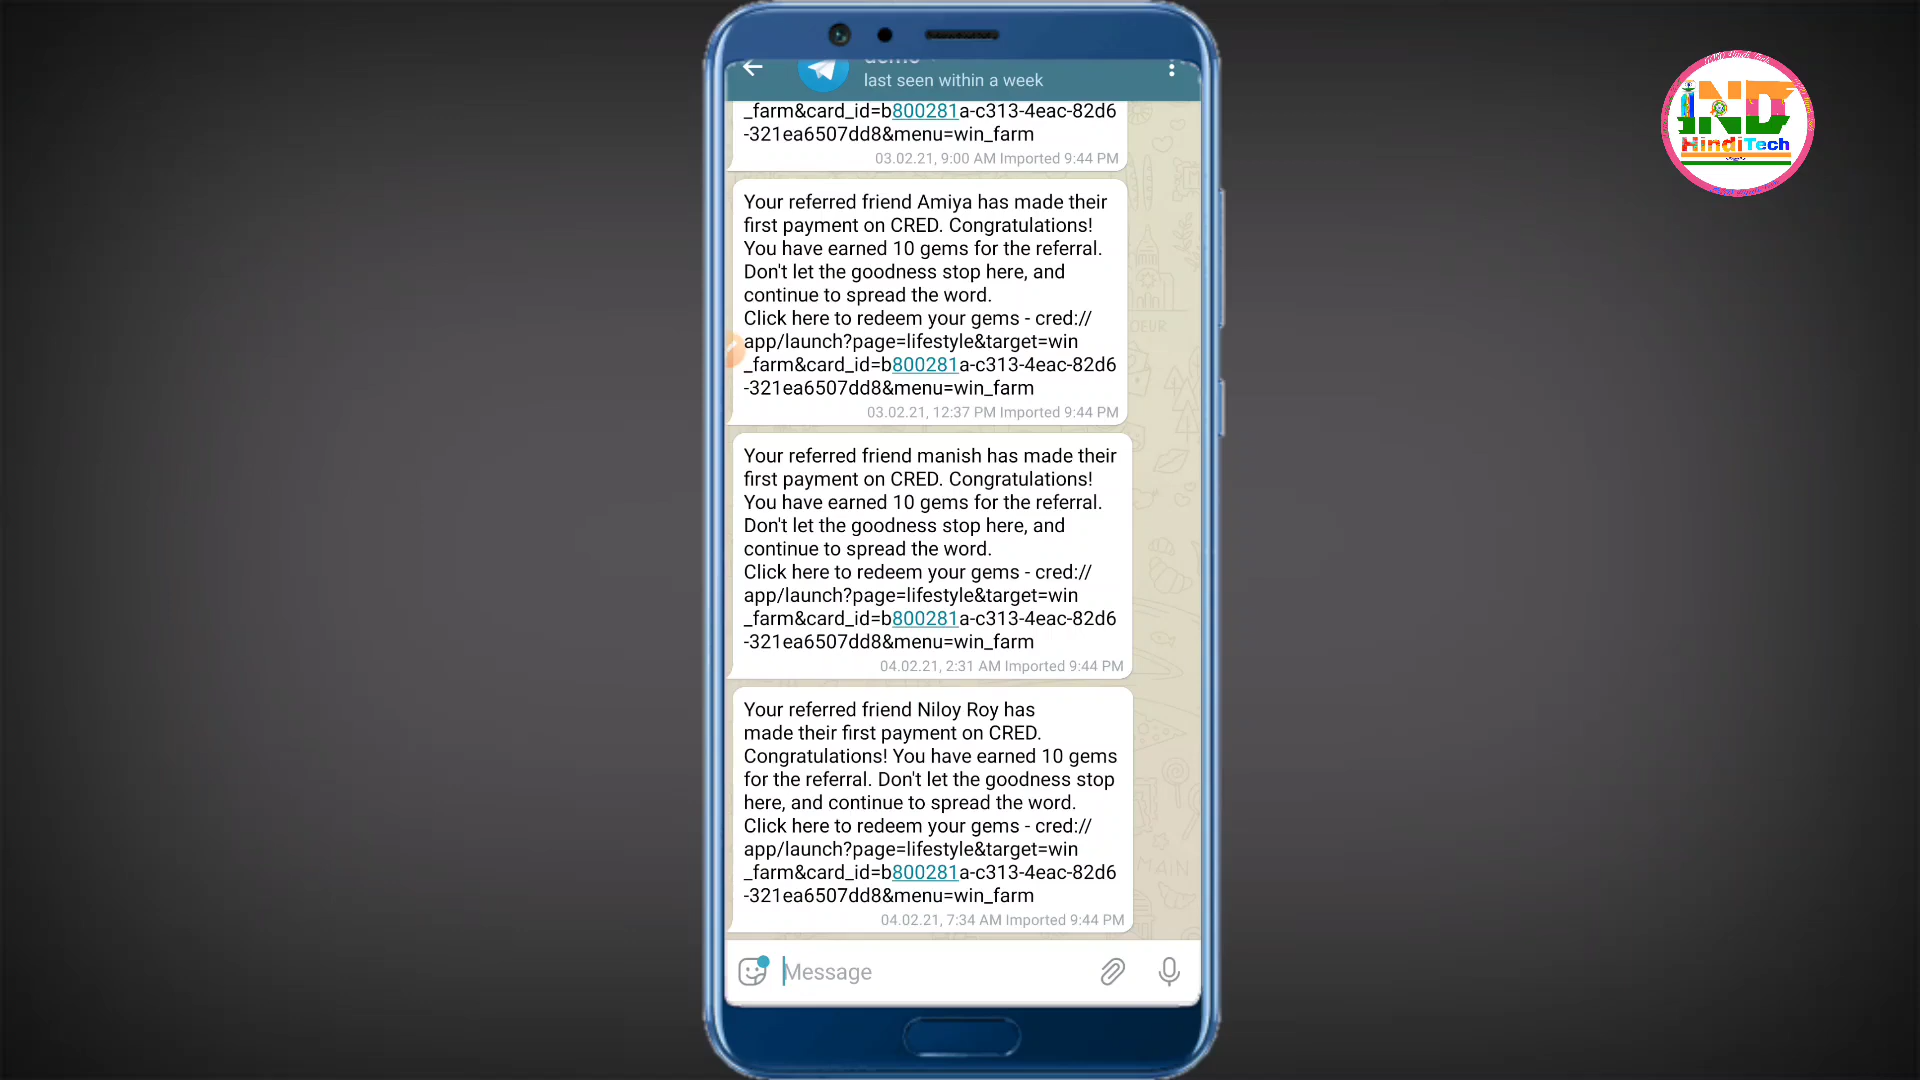 last seen within a week
_farm&card_id=b800281a-c313-4eac-82d6
-321ea6507dd8&menu=win_farm
03.02.21, 9:00 AM Imported 9:44 PM
Your referred friend Amiya has made their
first payment on CRED. Congratulations!
You have earned 10 gems for the referral.
Don't let the goodness stop here, and
continue to spread the word.
Click here to redeem your gems - cred://
app/launch?page=lifestyle&target=win
_farm&card_id=b800281a-c313-4eac-82d6
-321ea6507dd8&menu=win_farm
03.02.21, 12:37 PM Imported 9:44 PM
Your referred friend manish has made their
first payment on CRED. Congratulations!
You have earned 10 gems for the referral.
Don't let the goodness stop here, and
continue to spread the word.
Click here to redeem your gems - cred://
app/launch?page=lifestyle&target=win
_farm&card_id=b800281a-c313-4eac-82d6
-321ea6507dd8&menu=win_farm
04.02.21, 2:31 AM Imported 9:44 PM
Your referred friend Niloy Roy has
made their first payment on CRED.
Congratulations! You have earned 10 gems
for the referral. Don't let the goodness stop
here, and continue to spread the word.
Click here to redeem your gems - cred://
app/launch?page=lifestyle&target=win
_farm&card_id=b800281a-c313-4eac-82d6
-321ea6507dd8&menu=win_farm
04.02.21, 7:34 AM Imported 9:44 PM
Message
iND
HindiTech